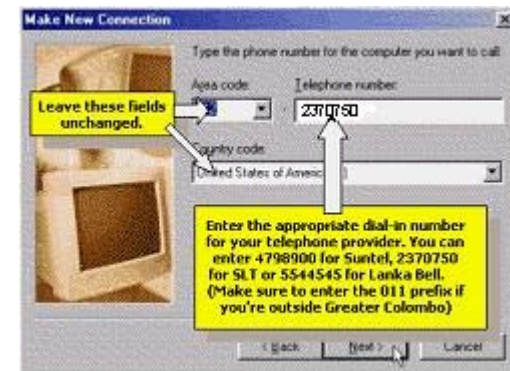 Make New Connection
Type the phone number for the computer you want to call:
Area code:
Telephone number:
2370750
Leave these fields
unchanged.
Country code:
United States of America
Enter the appropriate dial-in number
for your telephone provider. You can
enter 4798900 for Suntel, 2370750
for SLT or 5544545 for Lanka Bell.
(Make sure to enter the 011 prefix if
you're outside Greater Colombo)
< Back
Next >
Cancel